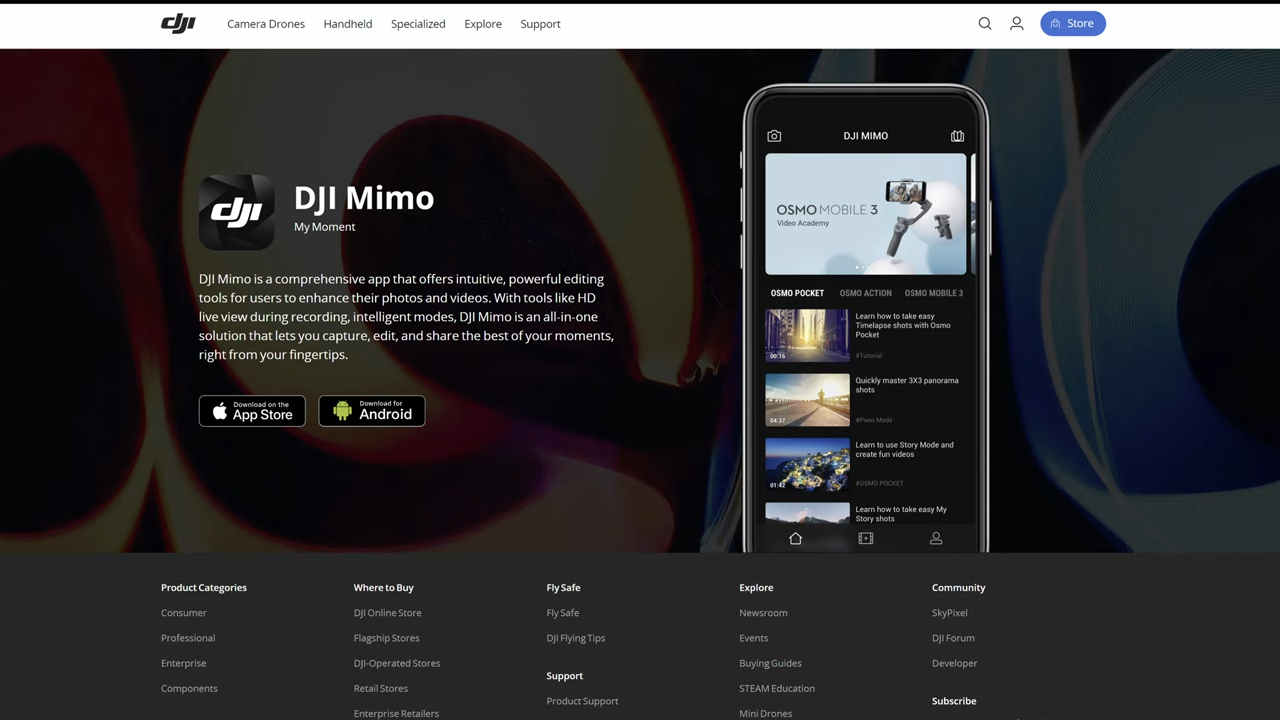 dji
Camera Drones
Handheld
Specialized
Explore
Support
Store
dji
DJI Mimo
My Moment
DJI Mimo is a comprehensive app that offers intuitive, powerful editing
tools for users to enhance their photos and videos. With tools like HD
live view during recording, intelligent modes, DJI Mimo is an all-in-one
solution that lets you capture, edit, and share the best of your moments,
right from your fingertips.
Download on the
App Store
Download for
Android
DJI MIMO
OSMO MOBILE 3
Video Academy
OSMO POCKET
OSMO ACTION
OSMO MOBILE 3
Learn how to take easy
Timelapse shots with Osmo
Pocket
00:16
#Tutorial
Quickly master 3X3 panorama
shots
04:37
#Pano Mode
Learn to use Story Mode and
create fun videos
01:42
#OSMO POCKET
Learn how to take easy My
Story shots
Product Categories
Consumer
Professional
Enterprise
Components
Where to Buy
DJI Online Store
Flagship Stores
DJI-Operated Stores
Retail Stores
Enterprise Retailers
Fly Safe
Fly Safe
DJI Flying Tips
Support
Product Support
Explore
Newsroom
Events
Buying Guides
STEAM Education
Mini Drones
Community
SkyPixel
DJI Forum
Developer
Subscribe